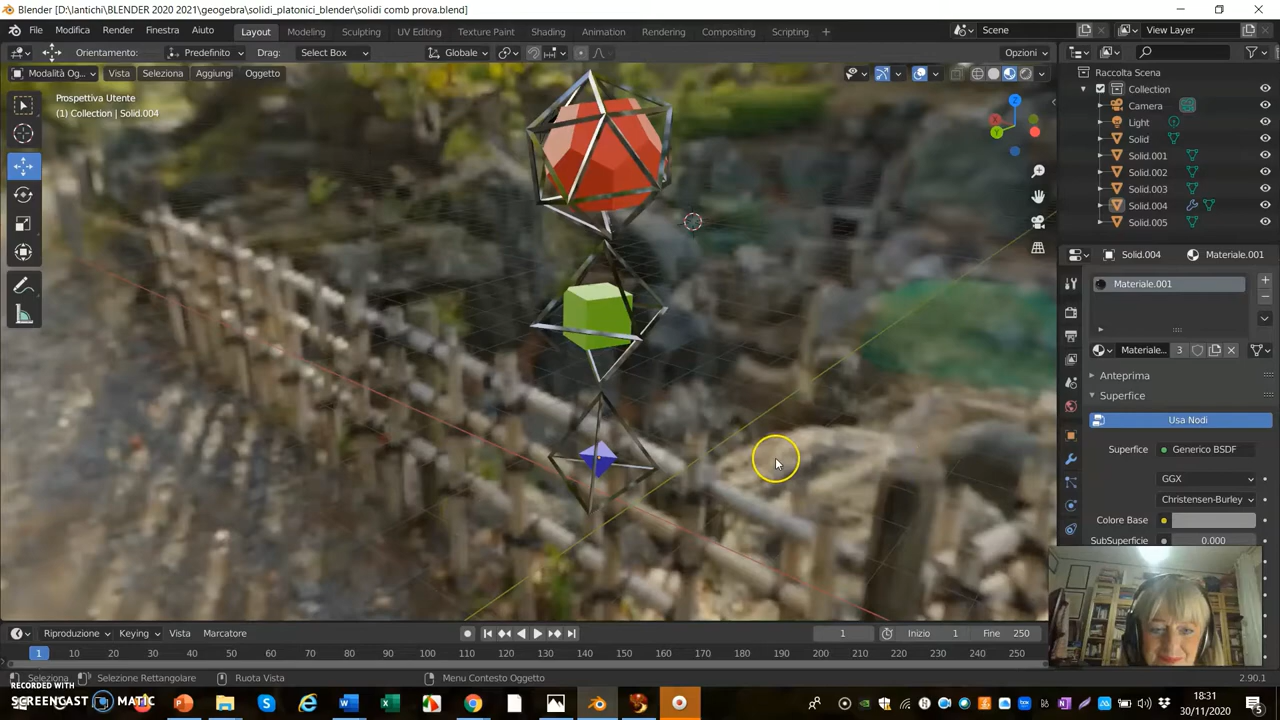 Blender [D:\lantichi\BLENDER 2020 2021\geogebra\solidi_platonici_blender\solidi comb prova.blend]
File Modifica Render Finestra Aiuto Layout Modeling Sculpting UV Editing Texture Paint Shading Animation Rendering Compositing Scripting + Scene View Layer
Orientamento: Predefinito Drag: Select Box Globale Opzioni
Modalità Og... Vista Seleziona Aggiungi Oggetto
Prospettiva Utente
(1) Collection | Solid.004
Z
Y
Raccolta Scena
Collection
Camera
Light
Solid
Solid.001
Solid.002
Solid.003
Solid.004
Solid.005
Solid.004 Materiale.001
Materiale.001
Materiale... 3
Anteprima
Superficie
Usa Nodi
Superficie Generico BSDF
GGX
Christensen-Burley
Colore Base
SubSuperficie 0.000
Riproduzione Keying Vista Marcatore 1 Inizio 1 Fine 250
1 10 20 30 40 50 60 70 80 90 100 110 120 130 140 150 160 170 180 190 200 210 220 230 240 250
Seleziona Selezione Rettangolare Ruota Vista Menu Contesto Oggetto 2.90.1
RECORDED WITH
SCREENCAST MATIC
18:31
30/11/2020
5